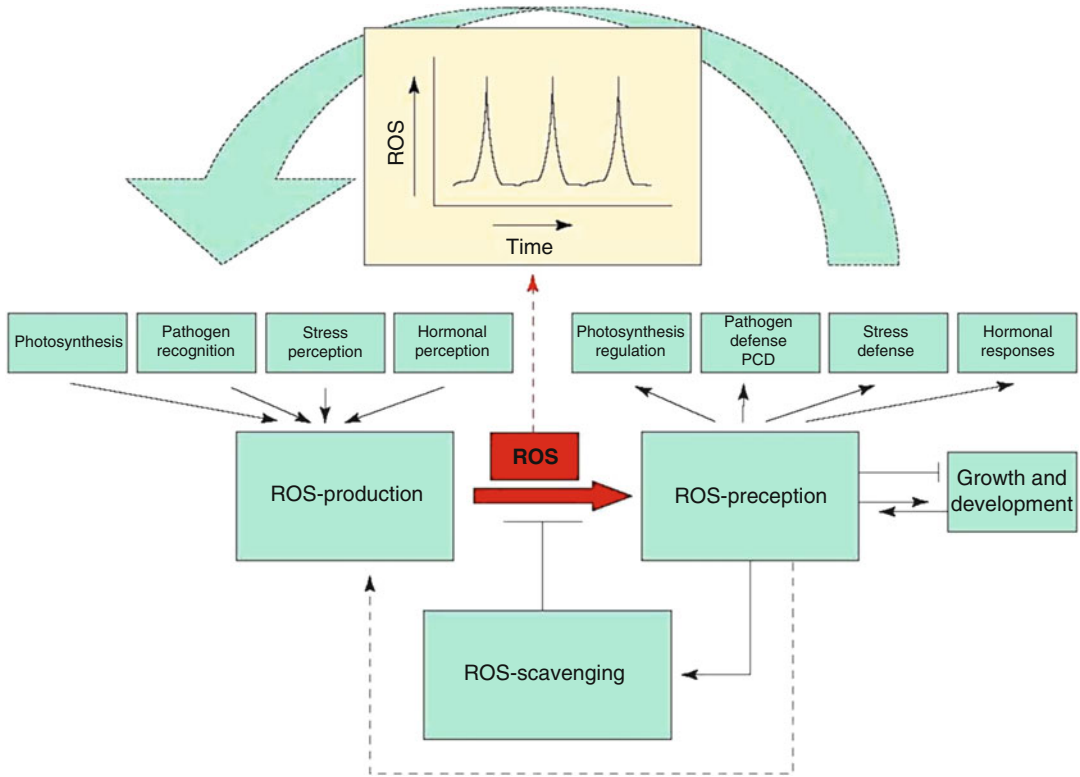 ROS
Time
Photosynthesis
Pathogen
recognition
Stress
perception
Hormonal
perception
Photosynthesis
regulation
Pathogen
defense
PCD
Stress
defense
Hormonal
responses
ROS-production
ROS
ROS-preception
Growth and
development
ROS-scavenging